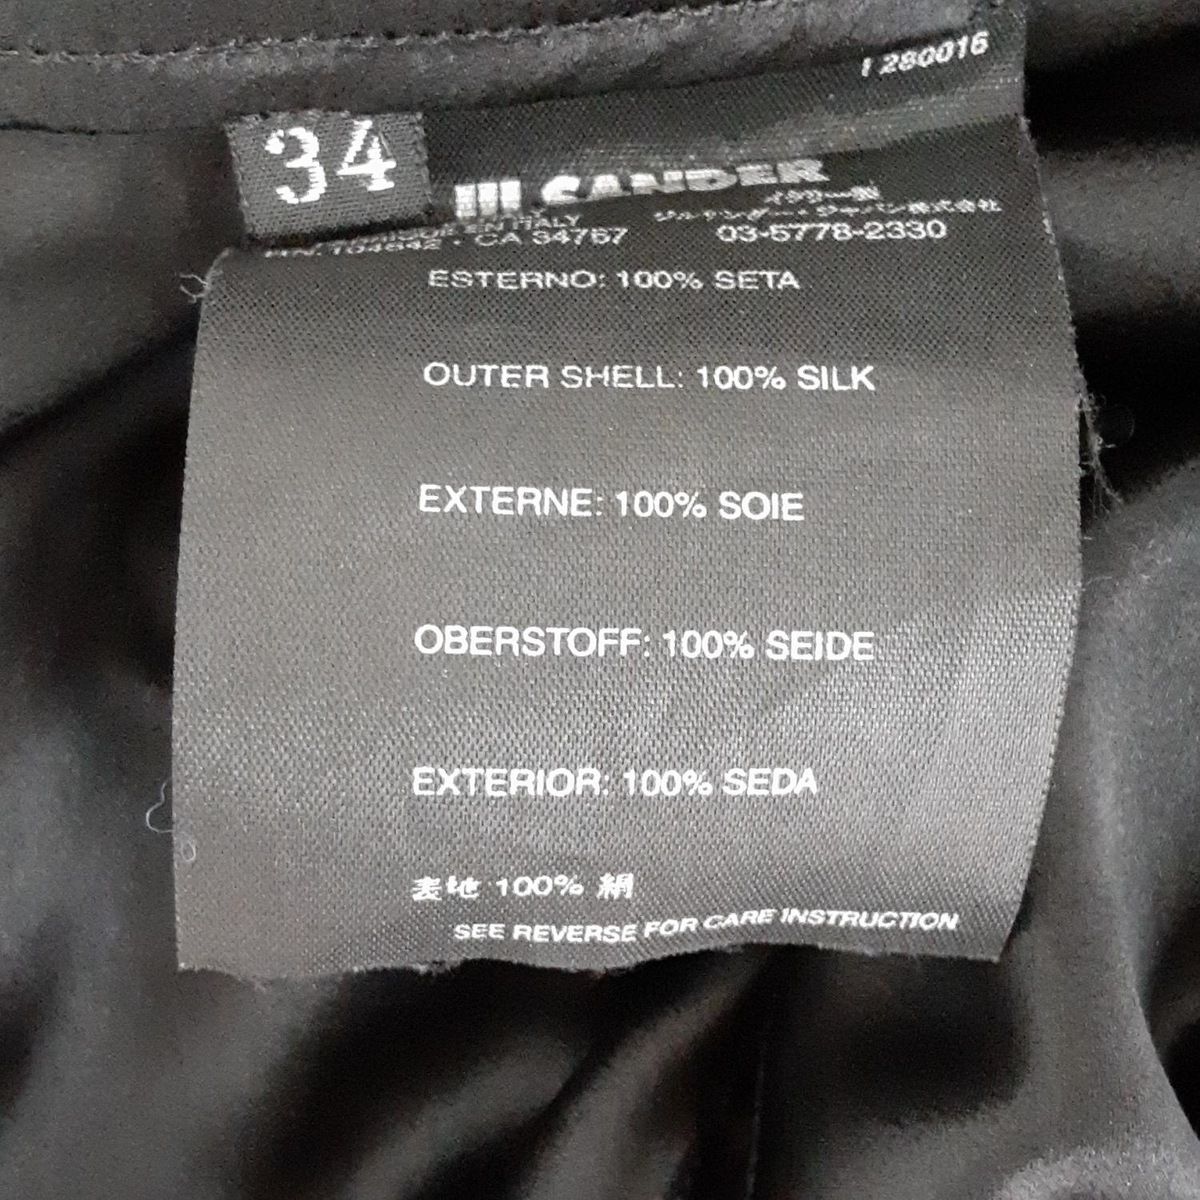 280016
34
JIL SANDER
イタリー製
ジルサンダー・ジャパン株式会社
CA 34767 03-5778-2330
ESTERNO: 100% SETA
OUTER SHELL: 100% SILK
EXTERNE: 100% SOIE
OBERSTOFF: 100% SEIDE
EXTERIOR: 100% SEDA
表地 100% 絹
SEE REVERSE FOR CARE INSTRUCTION